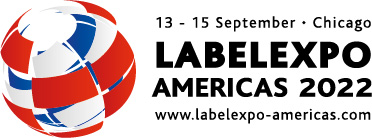 13 - 15 September • Chicago
LABELEXPO
AMERICAS 2022
www.labelexpo-americas.com